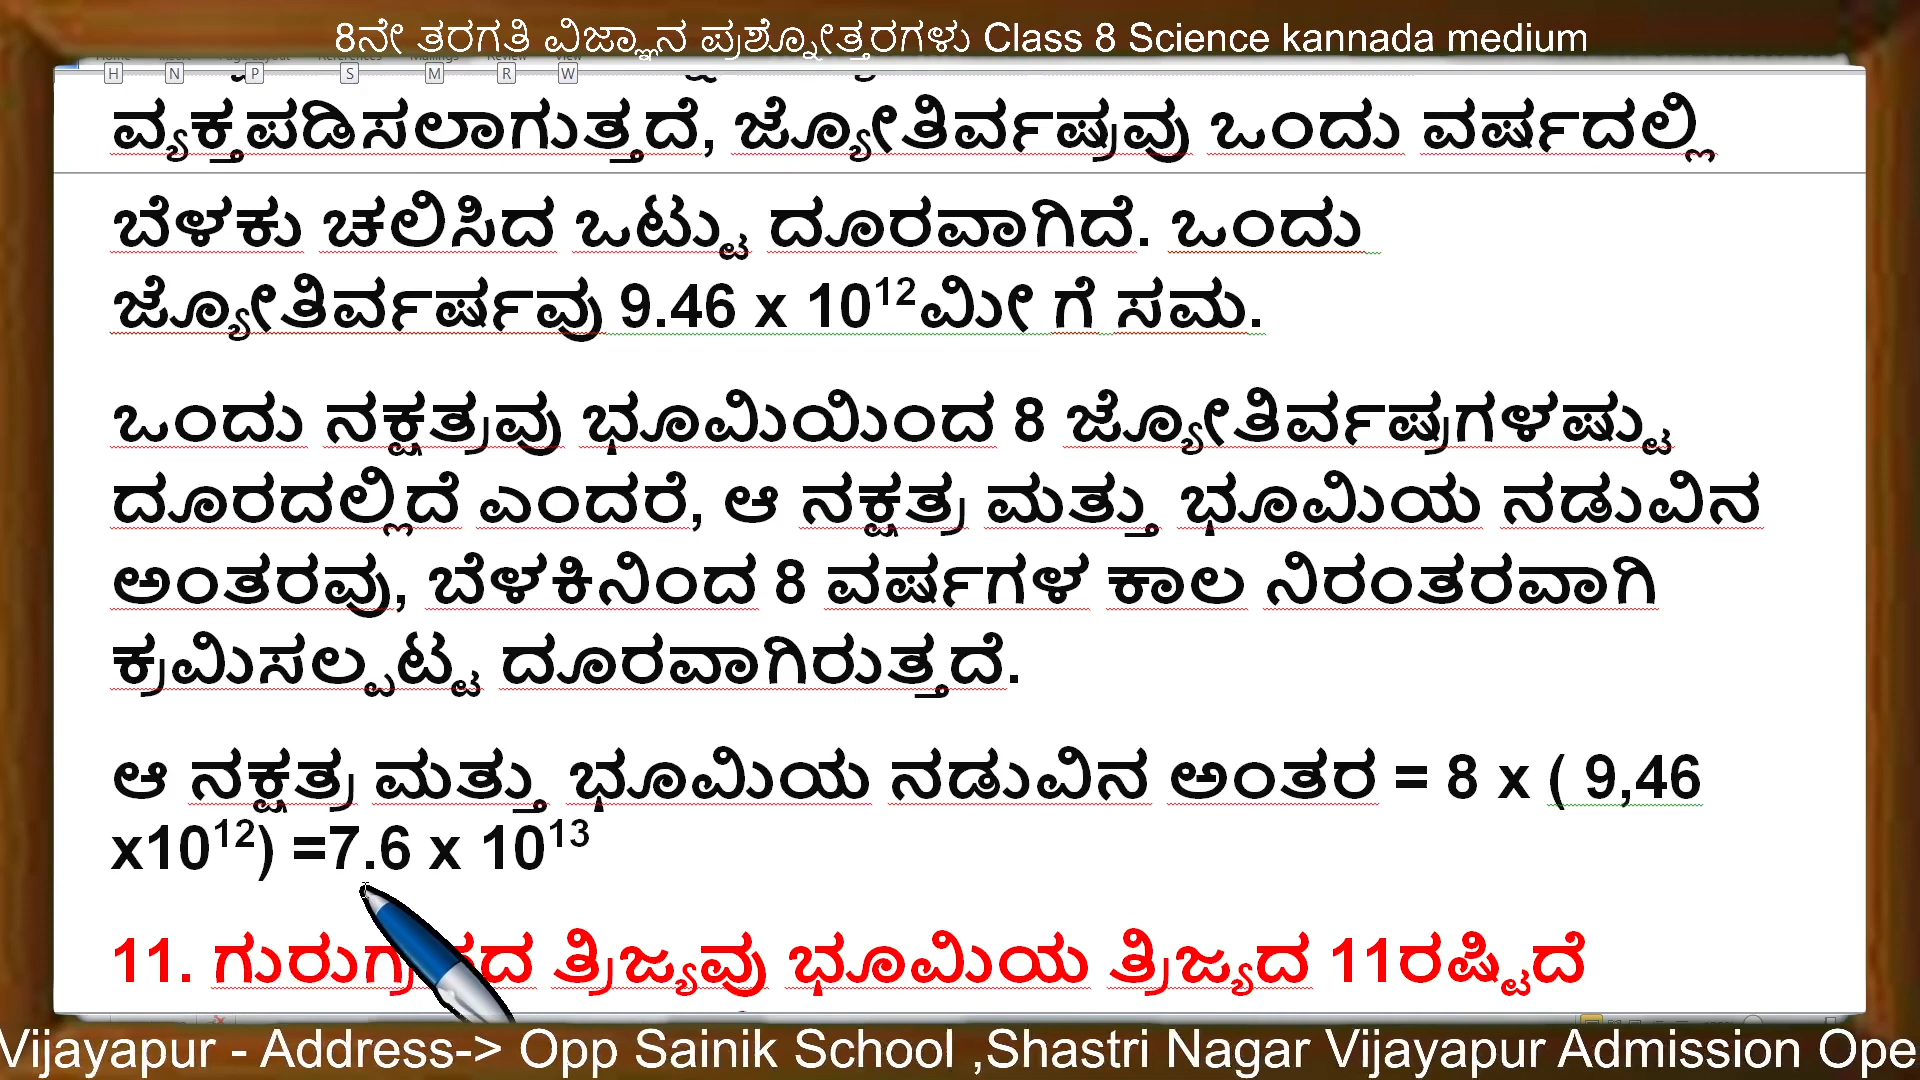 8ನೇ ತರಗತಿ ವಿಜ್ಞಾನ ಪ್ರಶ್ನೋತ್ತರಗಳು Class 8 Science kannada medium
H N P S M R W
ವ್ಯಕ್ತಪಡಿಸಲಾಗುತ್ತದೆ, ಜ್ಯೋತಿರ್ವಷ್ರವು ಒಂದು ವರ್ಷದಲ್ಲಿ
ಬೆಳಕು ಚಲಿಸಿದ ಒಟ್ಟು ದೂರವಾಗಿದೆ. ಒಂದು
ಜ್ಯೋತಿರ್ವರ್ಷವು 9.46 x 10¹²ಮೀ ಗೆ ಸಮ.
ಒಂದು ನಕ್ಷತ್ರವು ಭೂಮಿಯಿಂದ 8 ಜ್ಯೋತಿರ್ವಷ್ರಗಳಷ್ಟು
ದೂರದಲ್ಲಿದೆ ಎಂದರೆ, ಆ ನಕ್ಷತ್ರ ಮತ್ತು ಭೂಮಿಯ ನಡುವಿನ
ಅಂತರವು, ಬೆಳಕಿನಿಂದ 8 ವರ್ಷಗಳ ಕಾಲ ನಿರಂತರವಾಗಿ
ಕ್ರಮಿಸಲ್ಪಟ್ಟ ದೂರವಾಗಿರುತ್ತದೆ.
ಆ ನಕ್ಷತ್ರ ಮತ್ತು ಭೂಮಿಯ ನಡುವಿನ ಅಂತರ = 8 x ( 9,46
x10¹²) =7.6 x 10¹³
11. ತ್ರಿಜ್ಯವು ಭೂಮಿಯ ತ್ರಿಜ್ಯದ 11ರಷ್ಟಿದೆ
Vijayapur - Address-> Opp Sainik School ,Shastri Nagar Vijayapur Admission Ope